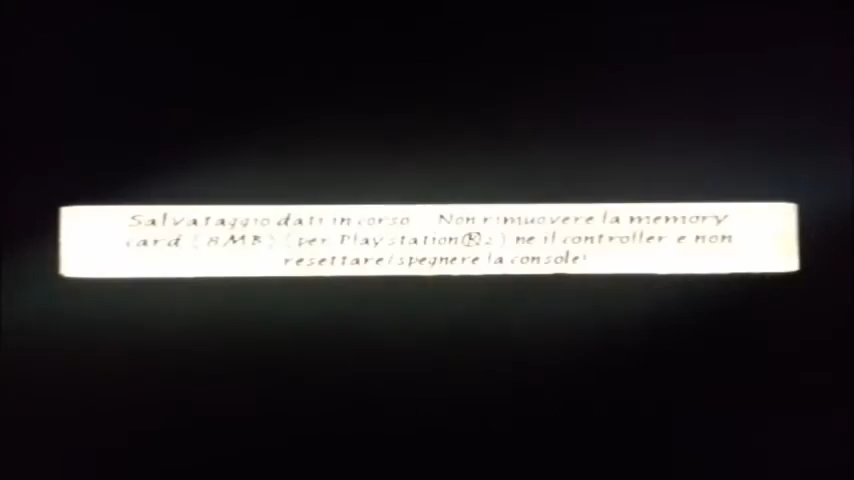 Salvataggio dati in corso Non rimuovere la memory
card (8MB) (per Playstation®2) ne il controller e non
resettare/spegnere la console!